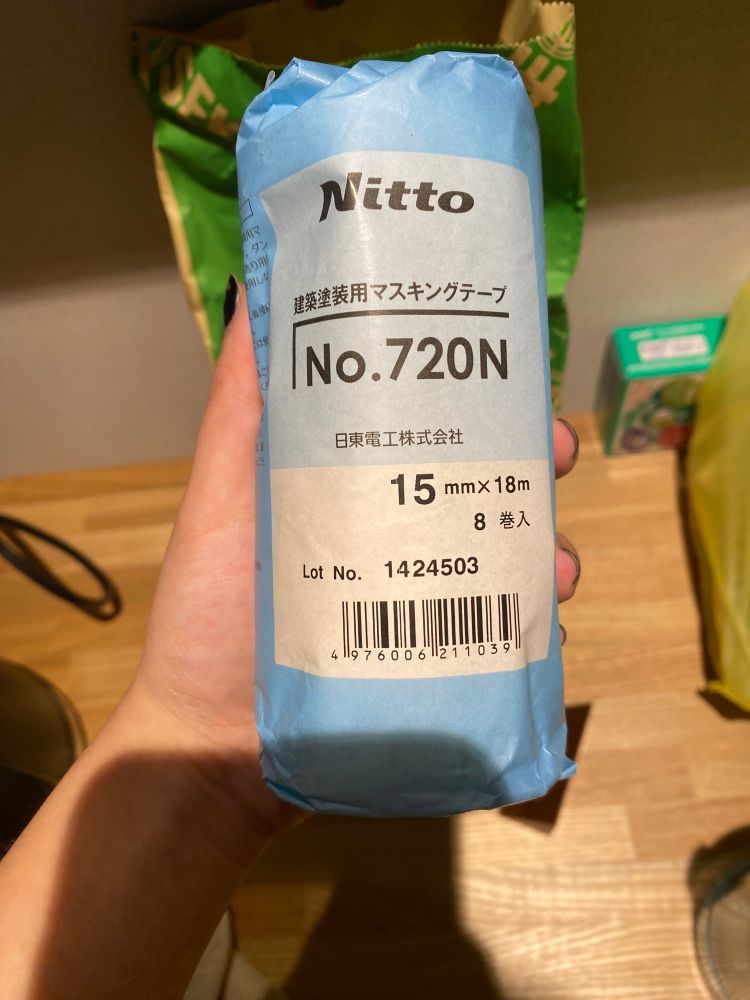 Nitto
建築塗装用マスキングテープ
No.720N
日東電工株式会社
15 mm×18m
8 巻入
Lot No. 1424503
4 976006 211039